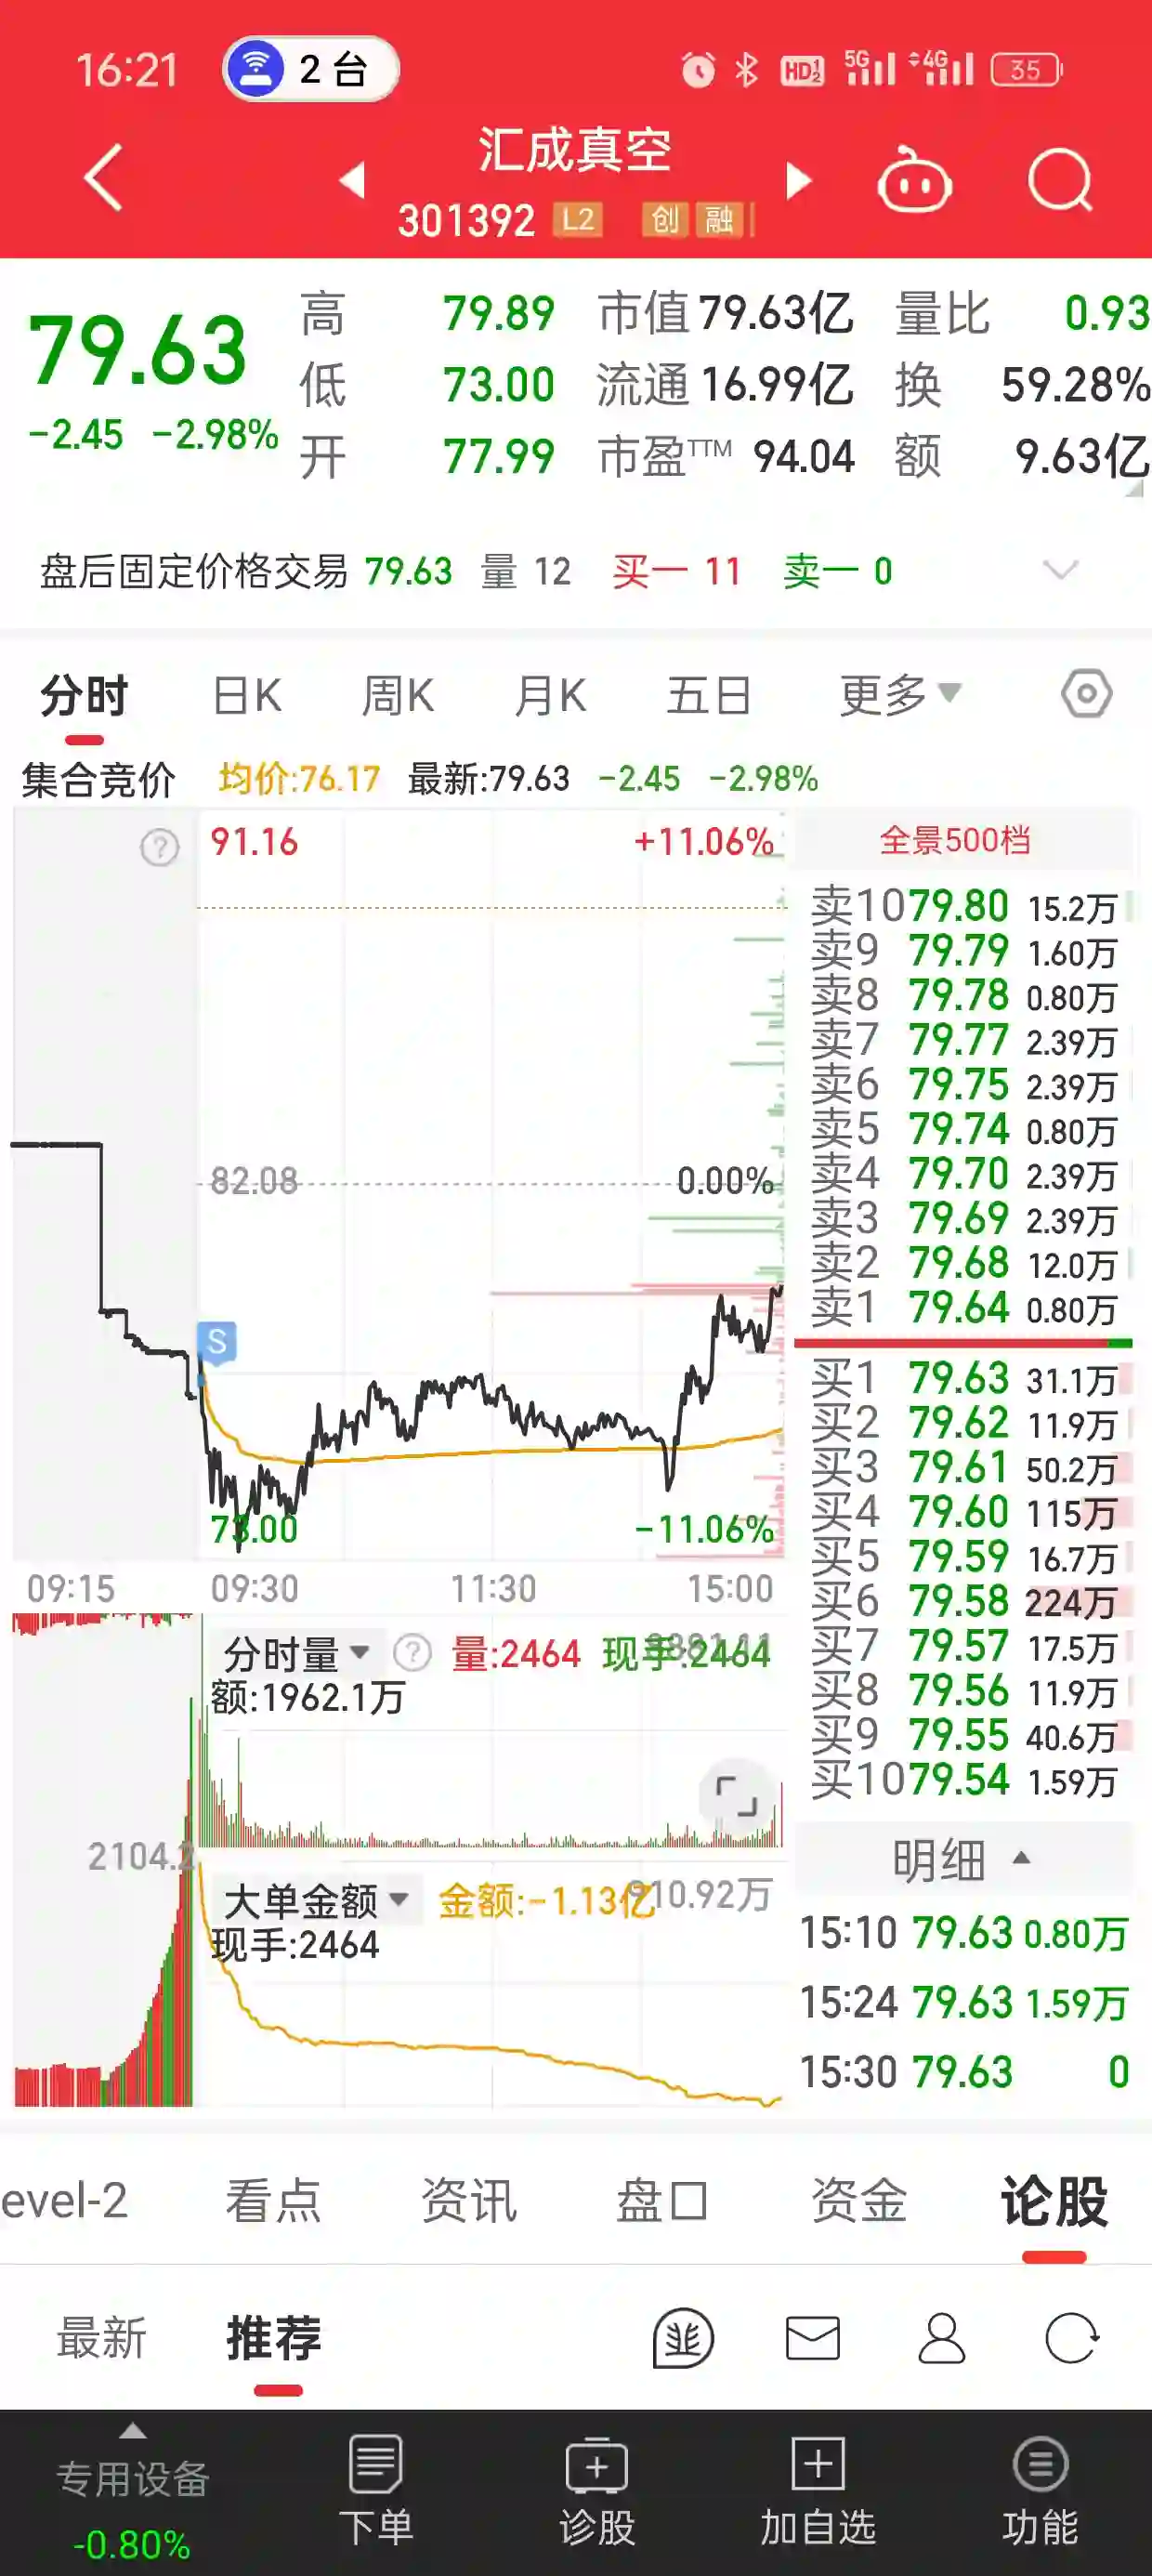 16:21 2 台 HD 1 2 5G 4G 35
汇成真空
301392 L2 创 融
79.63
-2.45 -2.98%
高 79.89 市值 79.63亿 量比 0.93
低 73.00 流通 16.99亿 换 59.28%
开 77.99 市盈TTM 94.04 额 9.63亿
盘后固定价格交易 79.63 量 12 买一 11 卖一 0
分时 日K 周K 月K 五日 更多
集合竞价 均价:76.17 最新:79.63 -2.45 -2.98%
? 91.16 +11.06%
82.08 0.00%
S
73.00 -11.06%
09:15 09:30 11:30 15:00
全景500档
卖10 79.80 15.2万
卖9 79.79 1.60万
卖8 79.78 0.80万
卖7 79.77 2.39万
卖6 79.75 2.39万
卖5 79.74 0.80万
卖4 79.70 2.39万
卖3 79.69 2.39万
卖2 79.68 12.0万
卖1 79.64 0.80万
买1 79.63 31.1万
买2 79.62 11.9万
买3 79.61 50.2万
买4 79.60 115万
买5 79.59 16.7万
买6 79.58 224万
买7 79.57 17.5万
买8 79.56 11.9万
买9 79.55 40.6万
买10 79.54 1.59万
分时量 ? 量:2464 现手:2464
额:1962.1万
2104.2
大单金额 金额:-1.13亿 10.92万
现手:2464
明细
15:10 79.63 0.80万
15:24 79.63 1.59万
15:30 79.63 0
evel-2 看点 资讯 盘口 资金 论股
最新 推荐
专用设备 下单 诊股 加自选 功能
-0.80%